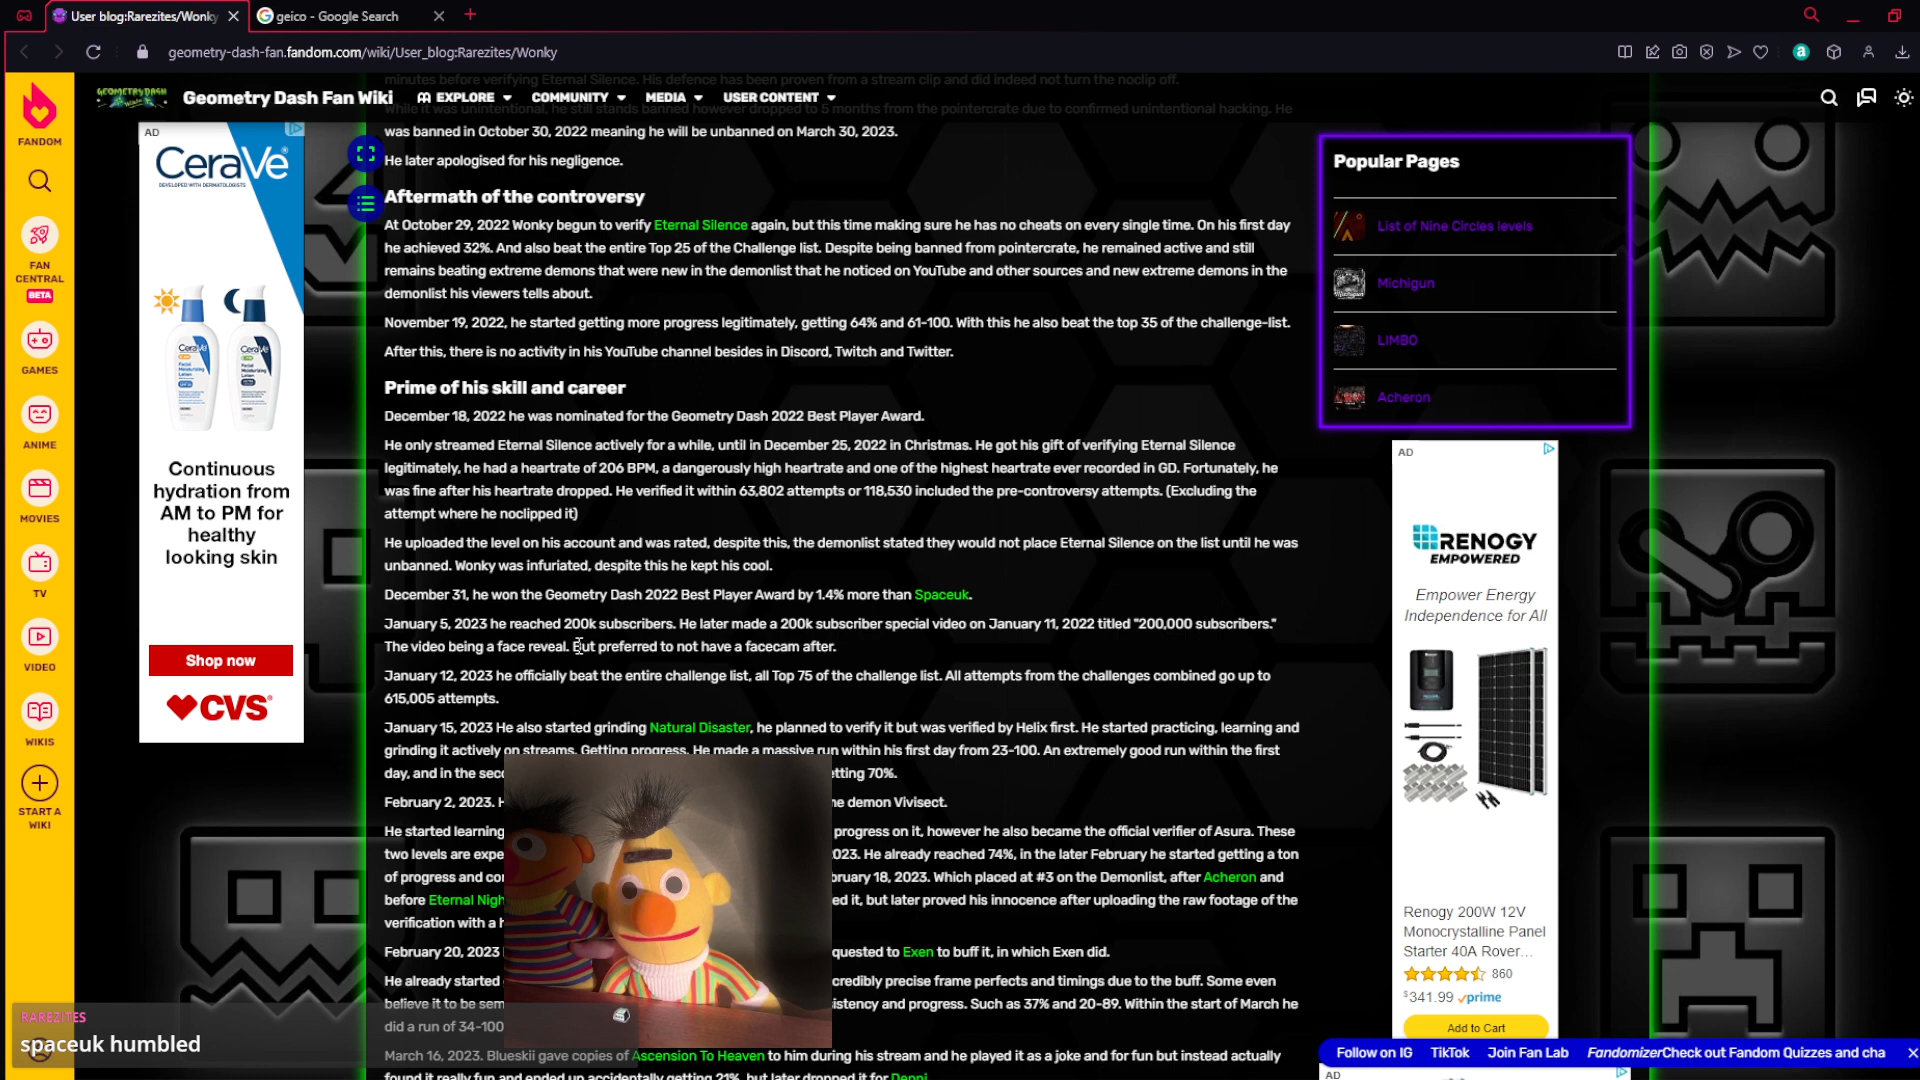 User blog:Rarezites/Wonky
geico - Google Search
geometry-dash-fan.fandom.com/wiki/User_blog:Rarezites/Wonky
minutes before verifying Eternal Silence. His defence has been proven from a stream clip and did indeed not turn the noclip off.
Geometry Dash Fan Wiki
EXPLORE
COMMUNITY
MEDIA
USER CONTENT
While it was unintentional, he still stands banned however dropped to 5 months from the pointercrate due to confirmed unintentional hacking. He
was banned in October 30, 2022 meaning he will be unbanned on March 30, 2023.
He later apologised for his negligence.
Aftermath of the controversy
At October 29, 2022 Wonky begun to verify Eternal Silence again, but this time making sure he has no cheats on every single time. On his first day
he achieved 32%. And also beat the entire Top 25 of the Challenge list. Despite being banned from pointercrate, he remained active and still
remains beating extreme demons that were new in the demonlist that he noticed on YouTube and other sources and new extreme demons in the
demonlist his viewers tells about.
November 19, 2022, he started getting more progress legitimately, getting 64% and 61-100. With this he also beat the top 35 of the challenge-list.
After this, there is no activity in his YouTube channel besides in Discord, Twitch and Twitter.
Prime of his skill and career
December 18, 2022 he was nominated for the Geometry Dash 2022 Best Player Award.
He only streamed Eternal Silence actively for a while, until in December 25, 2022 in Christmas. He got his gift of verifying Eternal Silence
legitimately, he had a heartrate of 206 BPM, a dangerously high heartrate and one of the highest heartrate ever recorded in GD. Fortunately, he
was fine after his heartrate dropped. He verified it within 63,802 attempts or 118,530 included the pre-controversy attempts. (Excluding the
attempt where he noclipped it)
He uploaded the level on his account and was rated, despite this, the demonlist stated they would not place Eternal Silence on the list until he was
unbanned. Wonky was infuriated, despite this he kept his cool.
December 31, he won the Geometry Dash 2022 Best Player Award by 1.4% more than Spaceuk.
January 5, 2023 he reached 200k subscribers. He later made a 200k subscriber special video on January 11, 2022 titled "200,000 subscribers."
The video being a face reveal. But preferred to not have a facecam after.
January 12, 2023 he officially beat the entire challenge list, all Top 75 of the challenge list. All attempts from the challenges combined go up to
615,005 attempts.
January 15, 2023 He also started grinding Natural Disaster, he planned to verify it but was verified by Helix first. He started practicing, learning and
grinding it actively on streams. Getting progress. He made a massive run within his first day from 23-100. An extremely good run within the first
day, and in the seco
tting 70%.
February 2, 2023. H
ne demon Vivisect.
He started learning
progress on it, however he also became the official verifier of Asura. These
two levels are expe
023. He already reached 74%, in the later February he started getting a ton
of progress and co
bruary 18, 2023. Which placed at #3 on the Demonlist, after Acheron and
before Eternal Nigh
ed it, but later proved his innocence after uploading the raw footage of the
verification with a h
February 20, 2023
quested to Exen to buff it, in which Exen did.
He already started
credibly precise frame perfects and timings due to the buff. Some even
believe it to be sem
istency and progress. Such as 37% and 20-89. Within the start of March he
did a run of 34-100
March 16, 2023. Blueskii gave copies of Ascension To Heaven to him during his stream and he played it as a joke and for fun but instead actually
found it really fun and ended up accidentally getting 21%, but later dropped it for Denni.
FANDOM
FAN
CENTRAL
BETA
GAMES
ANIME
MOVIES
TV
VIDEO
WIKIS
START A
WIKI
AD
CeraVe
DEVELOPED WITH DERMATOLOGISTS
Continuous
hydration from
AM to PM for
healthy
looking skin
Shop now
CVS
Popular Pages
List of Nine Circles levels
Michigun
LIMBO
Acheron
AD
RENOGY
EMPOWERED
Empower Energy
Independence for All
Renogy 200W 12V
Monocrystalline Panel
Starter 40A Rover...
860
$341.99 prime
Add to Cart
Follow on IG
TikTok
Join Fan Lab
FandomizerCheck out Fandom Quizzes and cha
AD
RAREZITES
spaceuk humbled